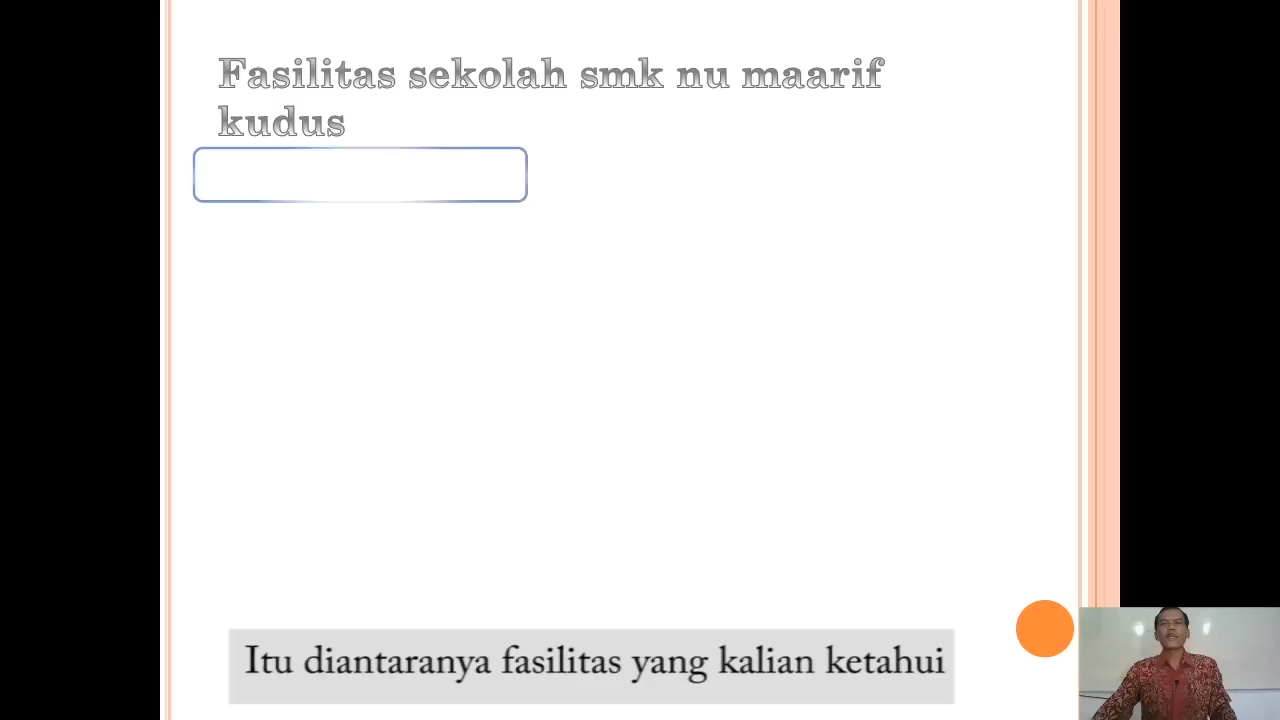 Fasilitas sekolah smk nu maarif
kudus
Itu diantaranya fasilitas yang kalian ketahui